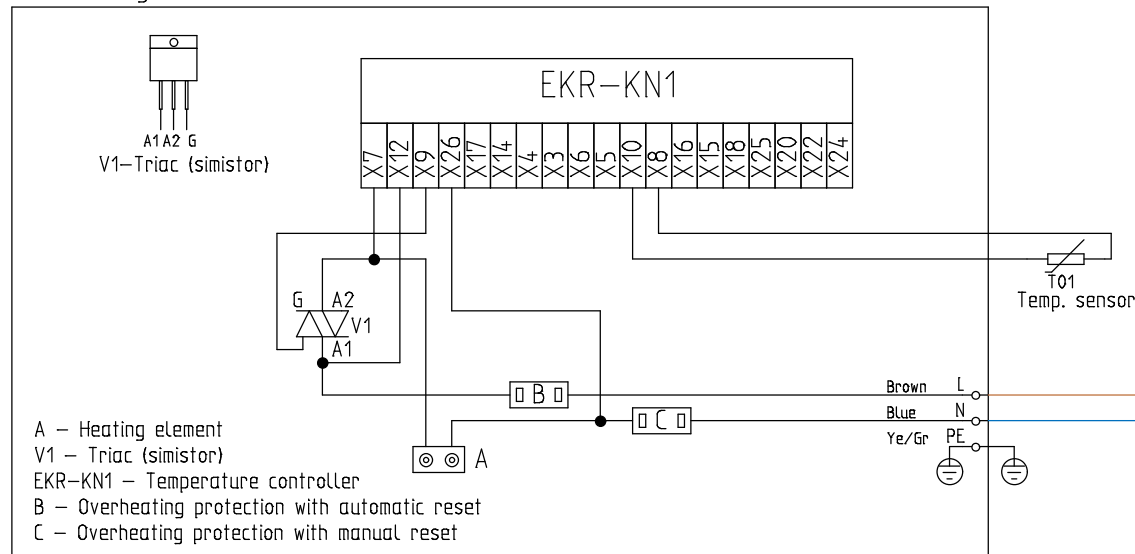 EKR-KN1
X7 X12 X9 X26 X17 X14 X4 X3 X6 X5 X10 X8 X16 X15 X18 X25 X20 X22 X24
A1 A2 G
V1-Triac (simistor)
T01
Temp. sensor
G A2
V1
A1
B
Brown L
Blue N
C
Ye/Gr PE
A
A - Heating element
V1 - Triac (simistor)
EKR-KN1 - Temperature controller
B - Overheating protection with automatic reset
C - Overheating protection with manual reset